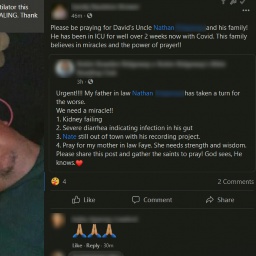 tilator this
ALING. Thank
46m
Please be praying for David's Uncle Nathan and his family!
He has been in ICU for well over 2 weeks now with Covid. This family
believes in miracles and the power of prayer!!
3h
Urgent!!! My father in law Nathan has taken a turn for
the worse.
We need a miracle!!
1. Kidney failing
2. Severe diarrhea indicating infection in his gut
3. Nate still out of town with his recording project.
4. Pray for my mother in law Faye. She needs strength and wisdom.
Please share this post and gather the saints to pray! God sees, He
knows.❤️
😢 4
2 Comments
Like
Comment
Share
🙏🙏🙏
Like · Reply · 30m